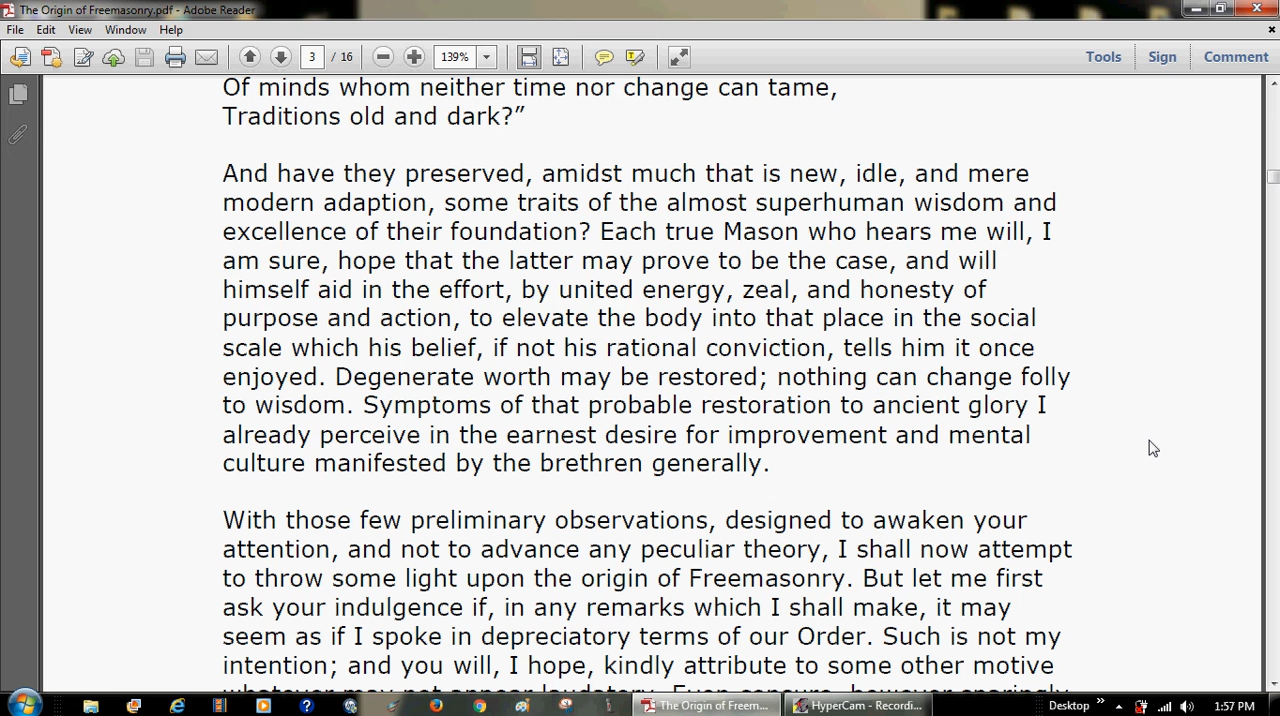 The Origin of Freemasonry.pdf - Adobe Reader
File Edit View Window Help
3 / 16 139% Tools Sign Comment
Of minds whom neither time nor change can tame,
Traditions old and dark?”
And have they preserved, amidst much that is new, idle, and mere
modern adaption, some traits of the almost superhuman wisdom and
excellence of their foundation? Each true Mason who hears me will, I
am sure, hope that the latter may prove to be the case, and will
himself aid in the effort, by united energy, zeal, and honesty of
purpose and action, to elevate the body into that place in the social
scale which his belief, if not his rational conviction, tells him it once
enjoyed. Degenerate worth may be restored; nothing can change folly
to wisdom. Symptoms of that probable restoration to ancient glory I
already perceive in the earnest desire for improvement and mental
culture manifested by the brethren generally.
With those few preliminary observations, designed to awaken your
attention, and not to advance any peculiar theory, I shall now attempt
to throw some light upon the origin of Freemasonry. But let me first
ask your indulgence if, in any remarks which I shall make, it may
seem as if I spoke in depreciatory terms of our Order. Such is not my
intention; and you will, I hope, kindly attribute to some other motive
whatever may not appear laudatory. Even censure, however sparingly
The Origin of Freem... HyperCam - Recordi... Desktop » 1:57 PM